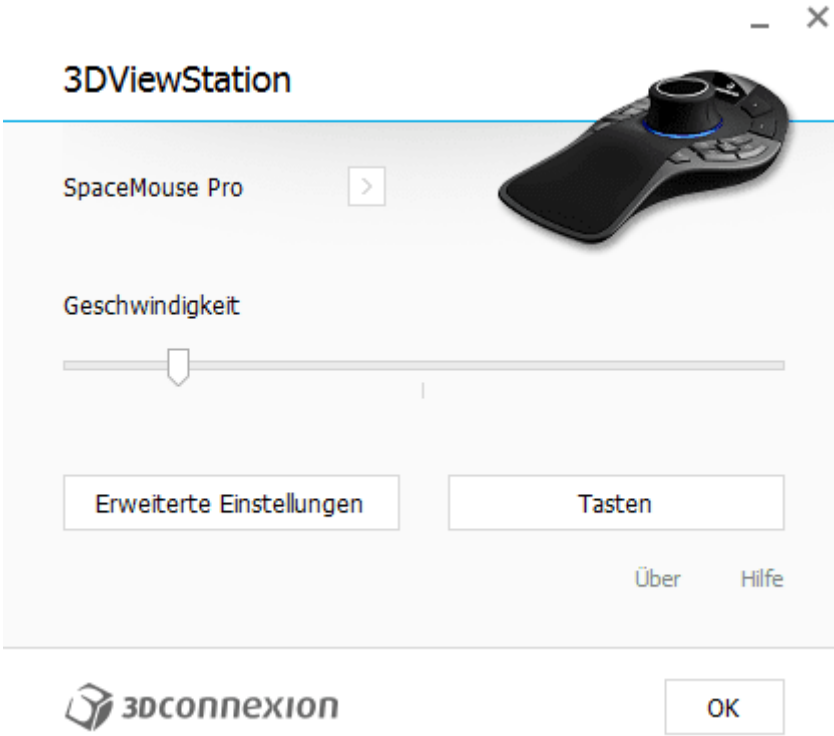 3DViewStation
SpaceMouse Pro
Geschwindigkeit
Erweiterte Einstellungen
Tasten
Über
Hilfe
3Dconnexion
OK